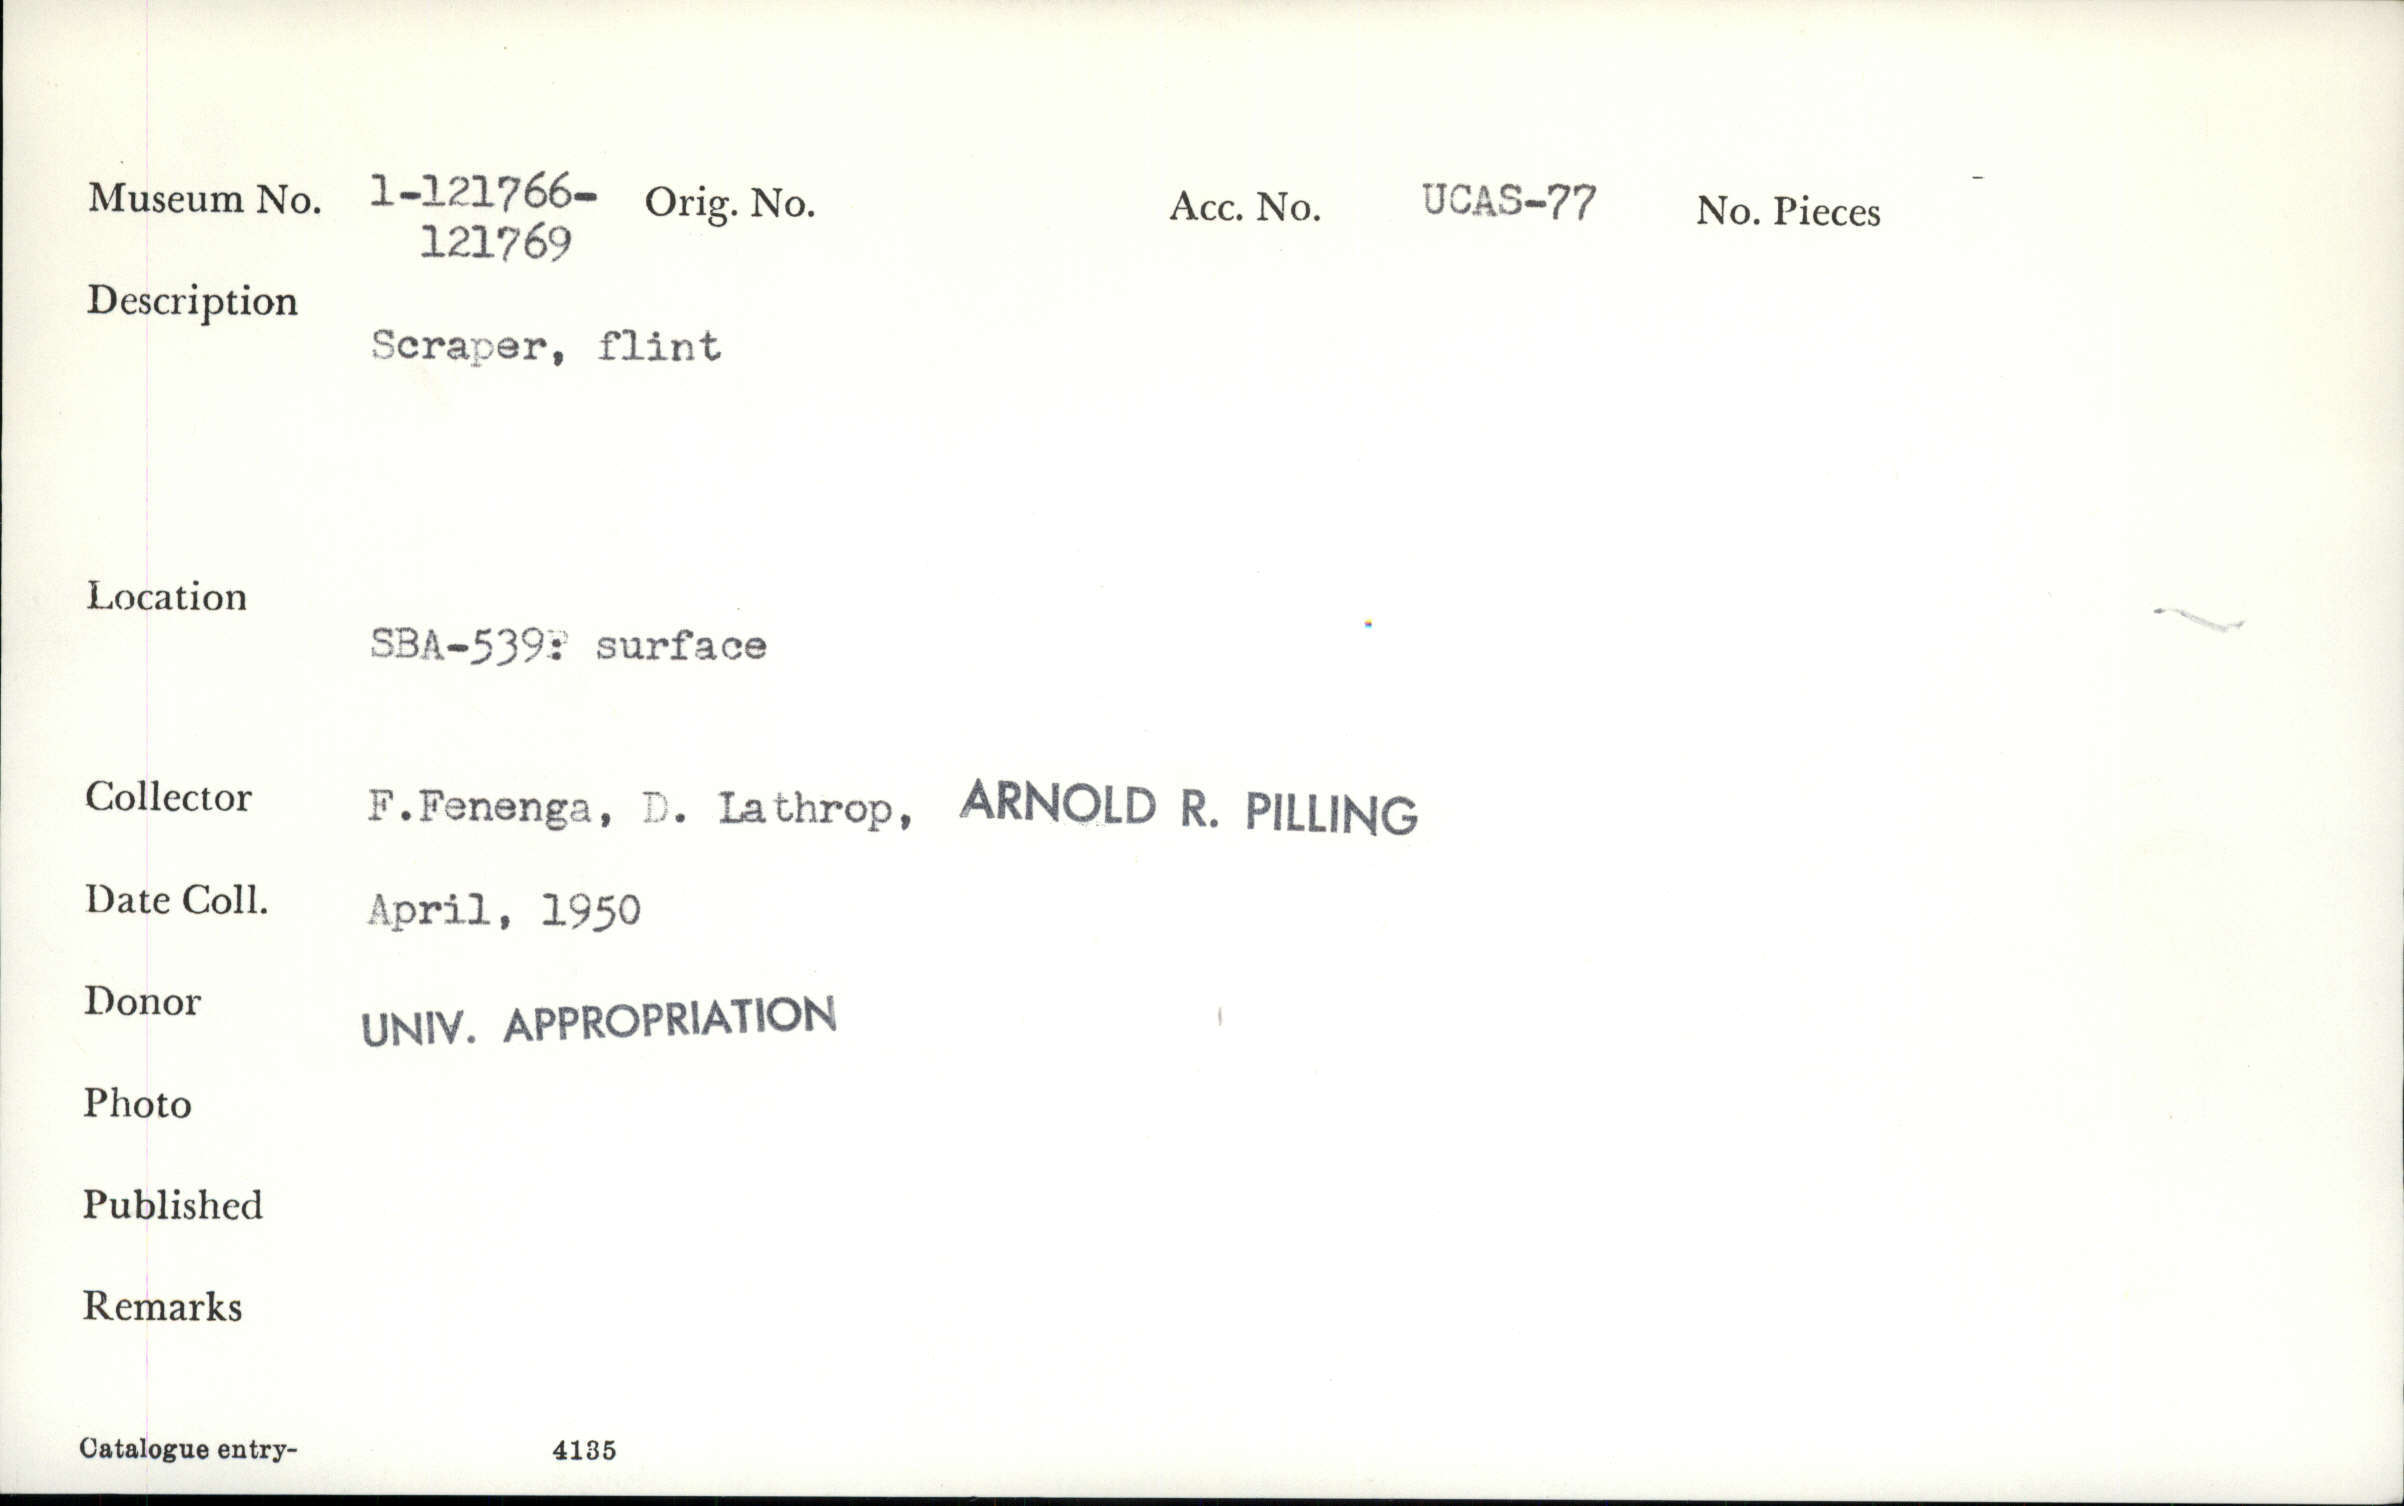 Museum No. 1-121766- Orig. No. Acc. No. UCAS-77 No. Pieces
121769
Description
Scraper, flint
Location
SBA-539: surface
Collector F.Fenenga, D. Lathrop, ARNOLD R. PILLING
Date Coll. April, 1950
Donor UNIV. APPROPRIATION
Photo
Published
Remarks
Catalogue entry- 4135